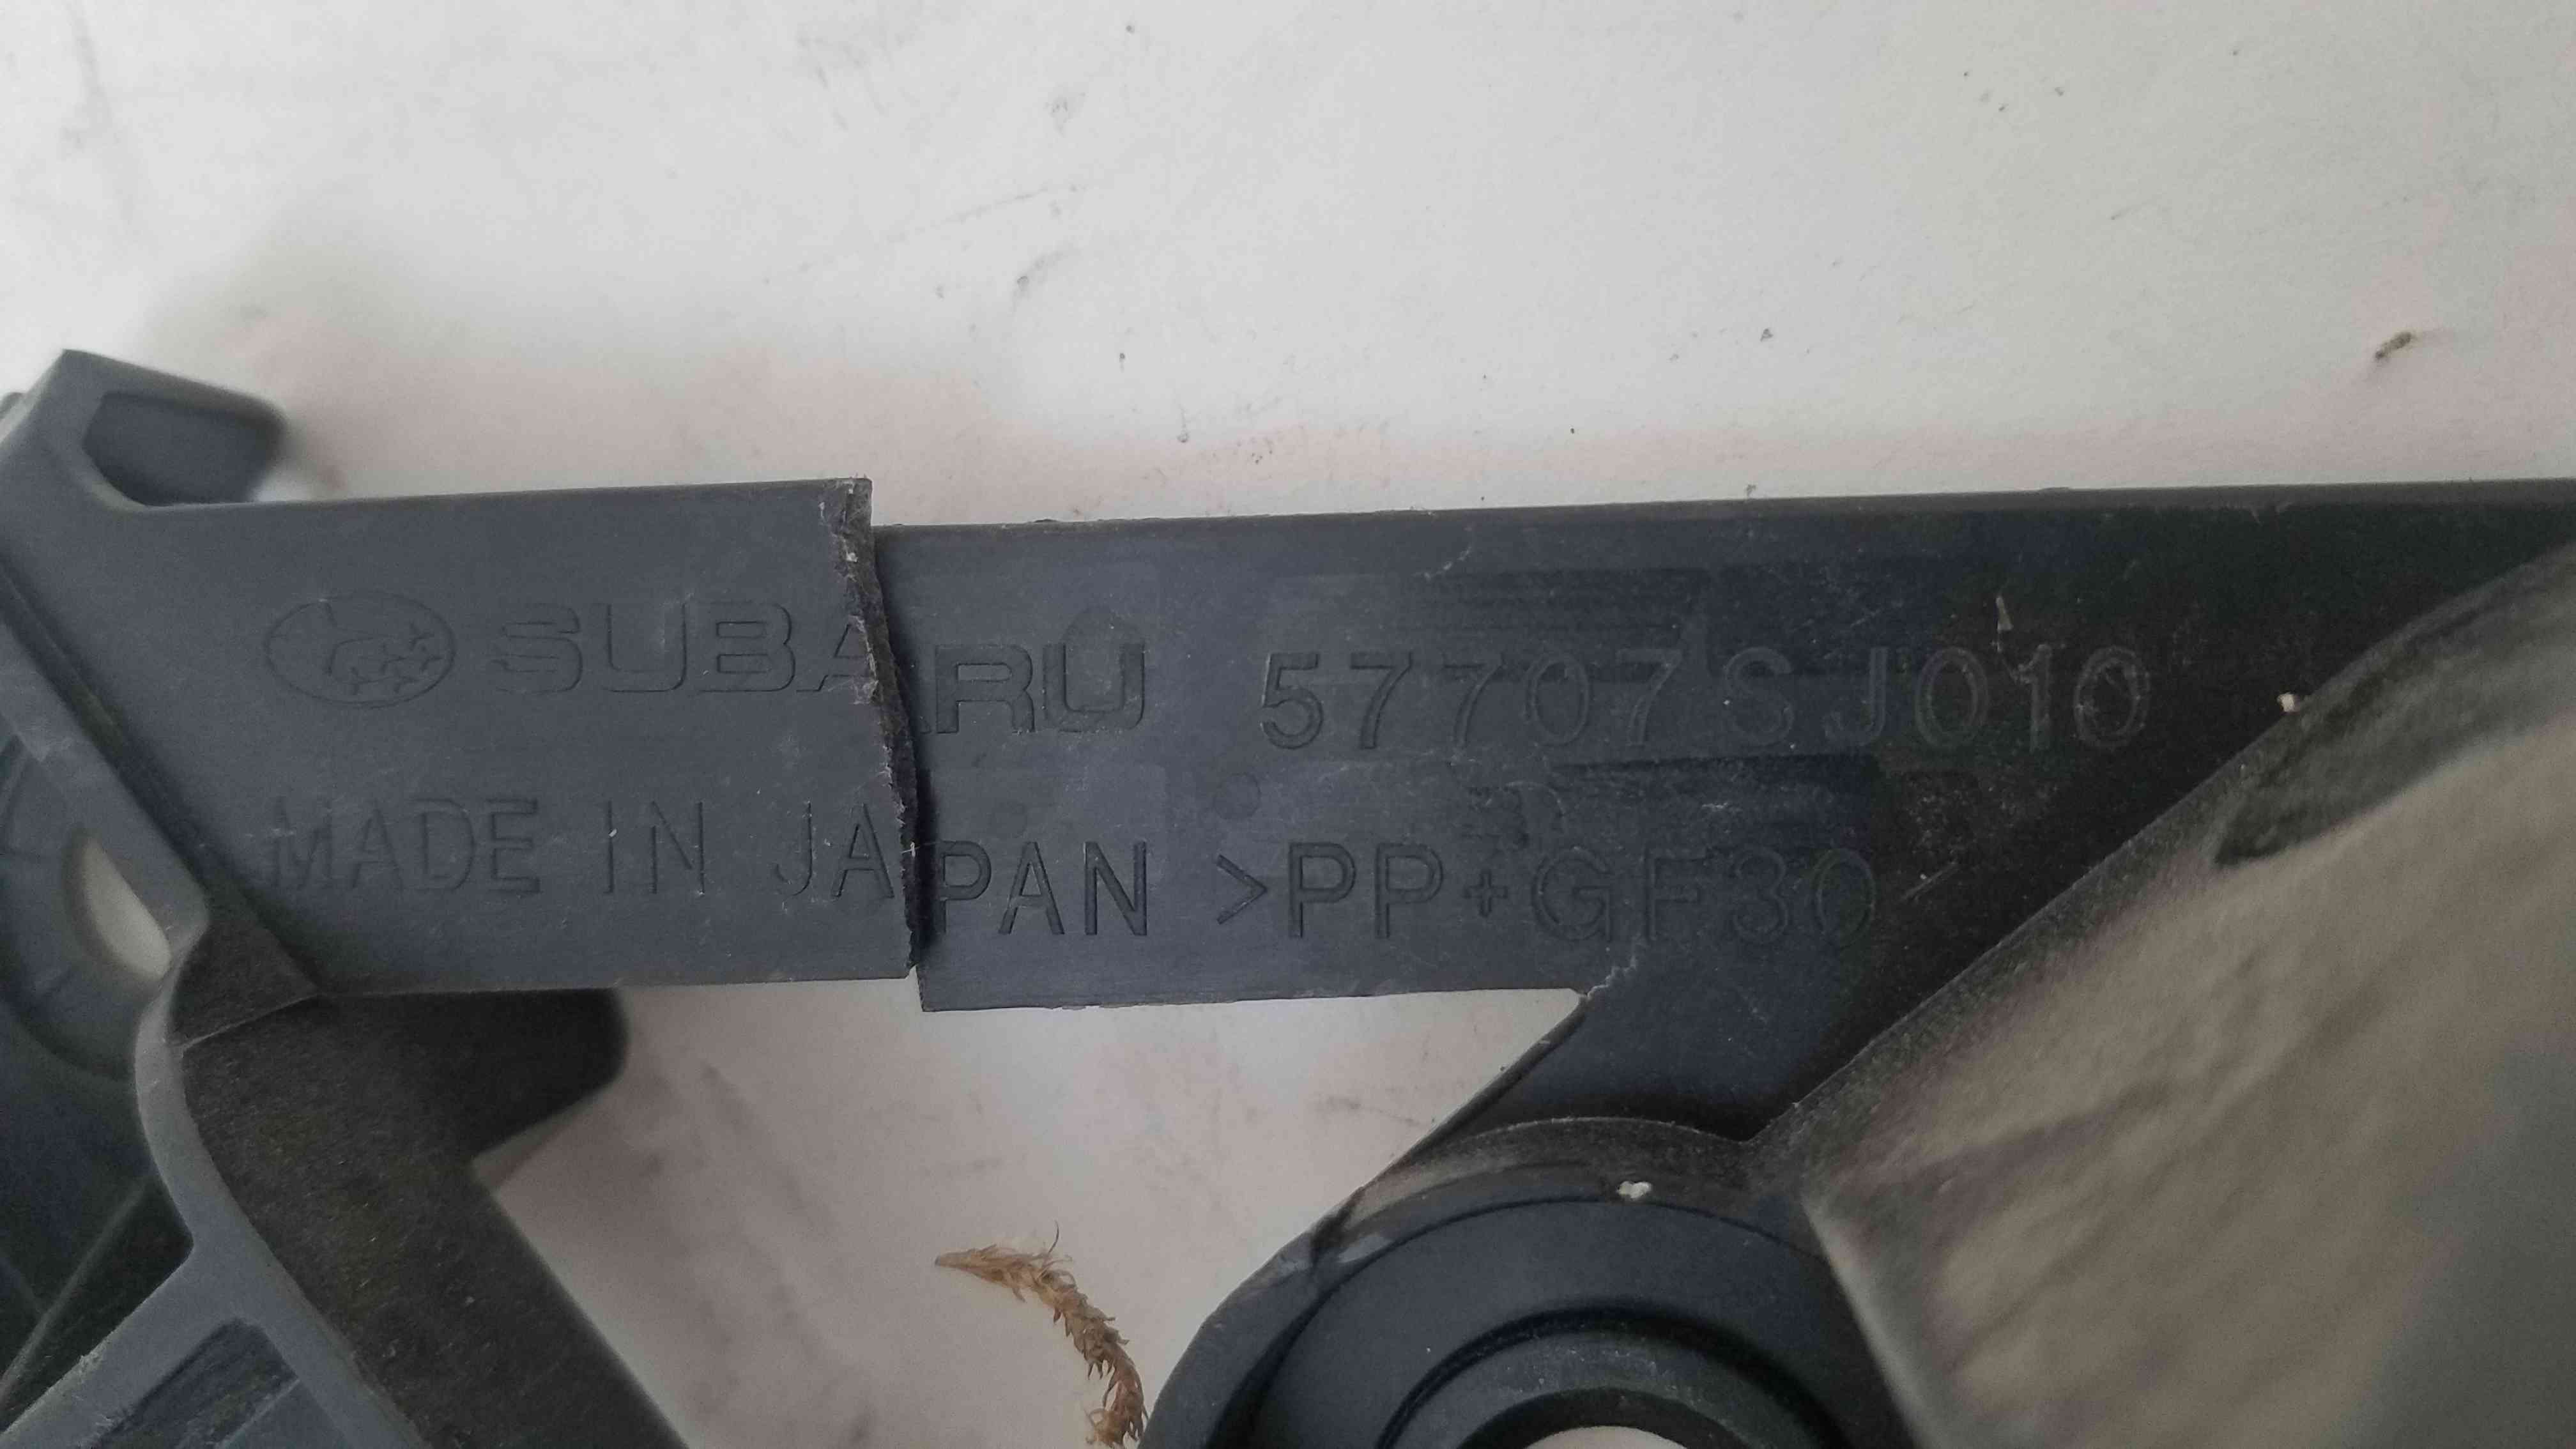 SUBARU 57707SJ010
MADE IN JAPAN >PP+GF30